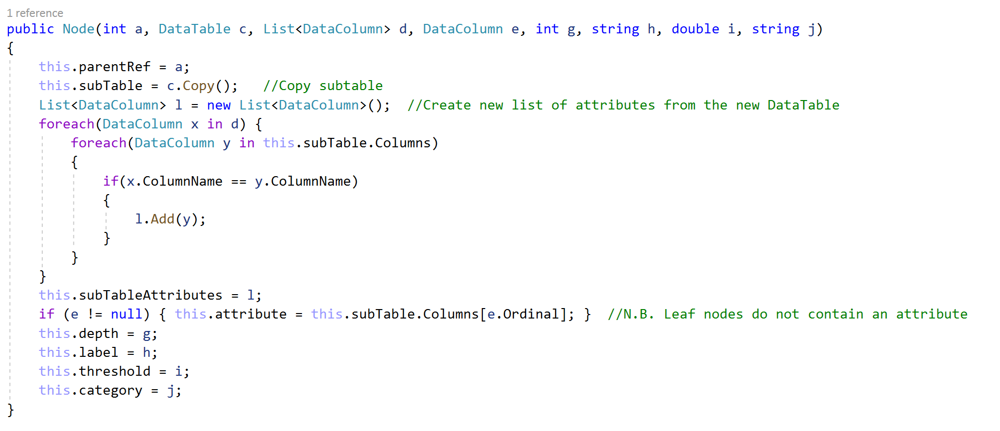 1 reference
public Node(int a, DataTable c, List<DataColumn> d, DataColumn e, int g, string h, double i, string j)
{
    this.parentRef = a;
    this.subTable = c.Copy();   //Copy subtable
    List<DataColumn> l = new List<DataColumn>();  //Create new list of attributes from the new DataTable
    foreach(DataColumn x in d) {
        foreach(DataColumn y in this.subTable.Columns)
        {
            if(x.ColumnName == y.ColumnName)
            {
                l.Add(y);
            }
        }
    }
    this.subTableAttributes = l;
    if (e != null) { this.attribute = this.subTable.Columns[e.Ordinal]; }  //N.B. Leaf nodes do not contain an attribute
    this.depth = g;
    this.label = h;
    this.threshold = i;
    this.category = j;
}